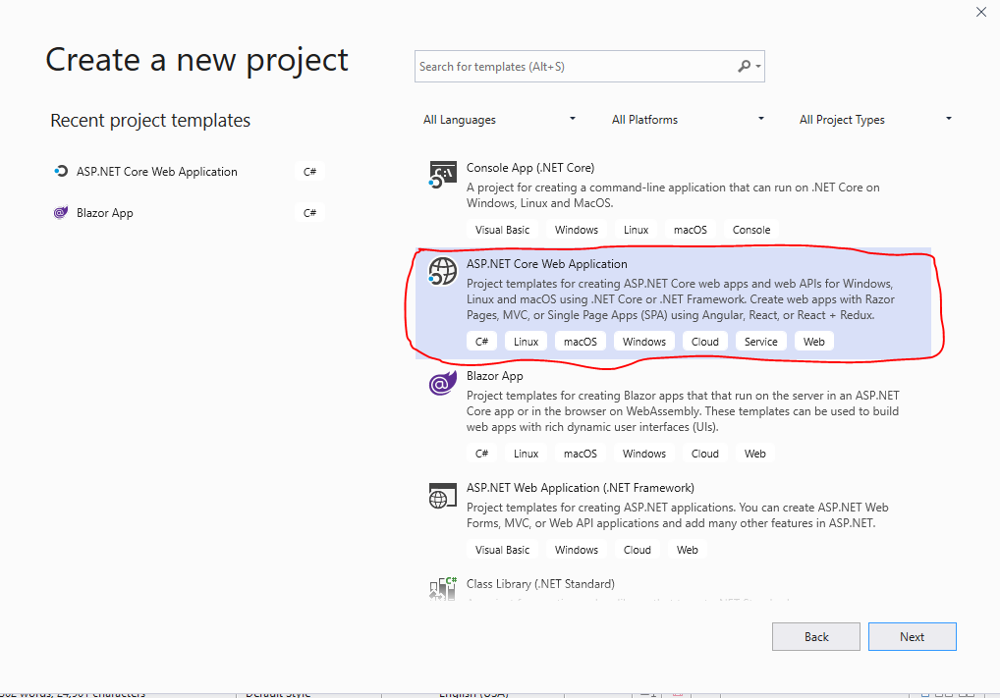 Create a new project
Search for templates (Alt+S)
Recent project templates
All Languages
All Platforms
All Project Types
ASP.NET Core Web Application
C#
Blazor App
C#
Console App (.NET Core)
A project for creating a command-line application that can run on .NET Core on
Windows, Linux and MacOS.
Visual Basic
Windows
Linux
macOS
Console
ASP.NET Core Web Application
Project templates for creating ASP.NET Core web apps and web APIs for Windows,
Linux and macOS using .NET Core or .NET Framework. Create web apps with Razor
Pages, MVC, or Single Page Apps (SPA) using Angular, React, or React + Redux.
C#
Linux
macOS
Windows
Cloud
Service
Web
Blazor App
Project templates for creating Blazor apps that that run on the server in an ASP.NET
Core app or in the browser on WebAssembly. These templates can be used to build
web apps with rich dynamic user interfaces (UIs).
C#
Linux
macOS
Windows
Cloud
Web
ASP.NET Web Application (.NET Framework)
Project templates for creating ASP.NET applications. You can create ASP.NET Web
Forms, MVC, or Web API applications and add many other features in ASP.NET.
Visual Basic
Windows
Cloud
Web
Class Library (.NET Standard)
Back
Next
words,
characters
Default Style
English (USA)